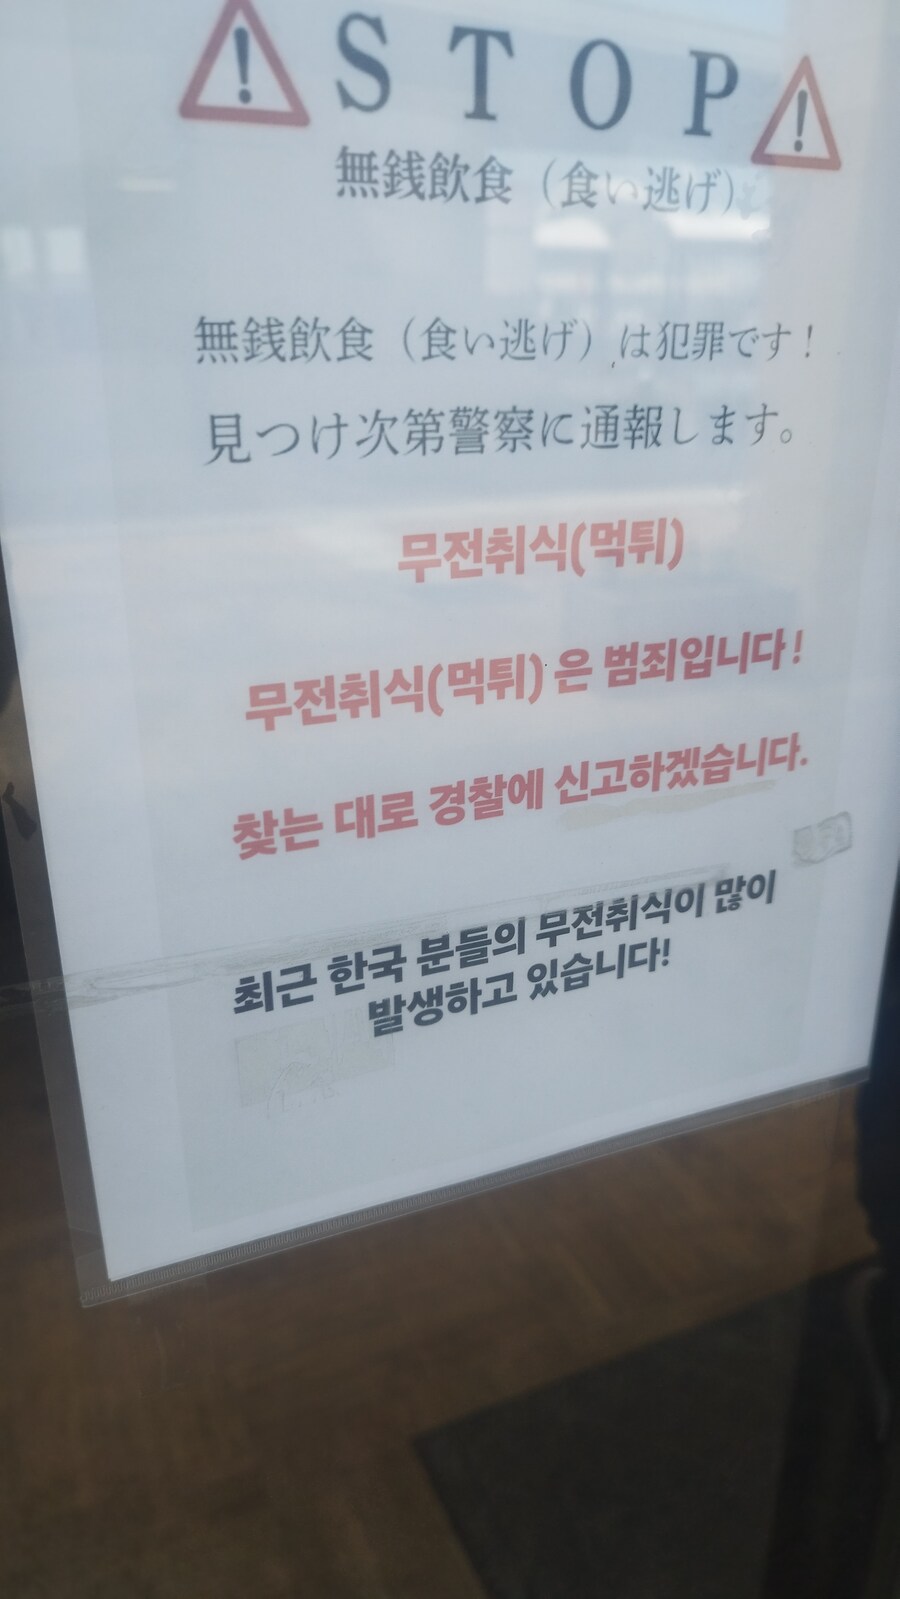 STOP
無銭飲食（食い逃げ）
無銭飲食（食い逃げ）は犯罪です！
見つけ次第警察に通報します。
무전취식(먹튀)
무전취식(먹튀)은 범죄입니다!
찾는 대로 경찰에 신고하겠습니다.
최근 한국 분들의 무전취식이 많이
발생하고 있습니다!